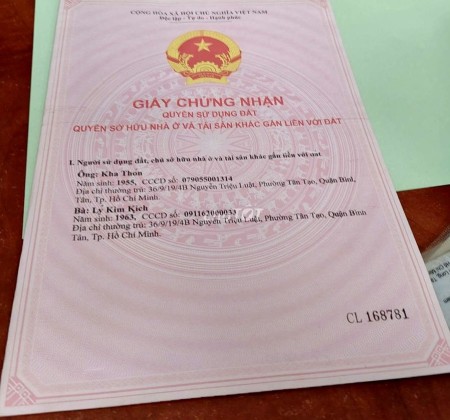 CỘNG HÒA XÃ HỘI CHỦ NGHĨA VIỆT NAM
Độc lập - Tự do - Hạnh phúc
GIẤY CHỨNG NHẬN
QUYỀN SỬ DỤNG ĐẤT
QUYỀN SỞ HỮU NHÀ Ở VÀ TÀI SẢN KHÁC GẮN LIỀN VỚI ĐẤT
I. Người sử dụng đất, chủ sở hữu nhà ở và tài sản khác gắn liền với đất
Ông: Kha Thon
Năm sinh: 1955, CCCD số: 079055001314
Địa chỉ thường trú: 36/9/19/4B Nguyễn Triệu Luật, Phường Tân Tạo, Quận Bình
Tân, Tp. Hồ Chí Minh.
Bà: Lý Kim Kịch
Năm sinh: 1963, CCCD số: 091163000033
Địa chỉ thường trú: 36/9/19/4B Nguyễn Triệu Luật, Phường Tân Tạo, Quận Bình
Tân, Tp. Hồ Chí Minh.
CL 168781